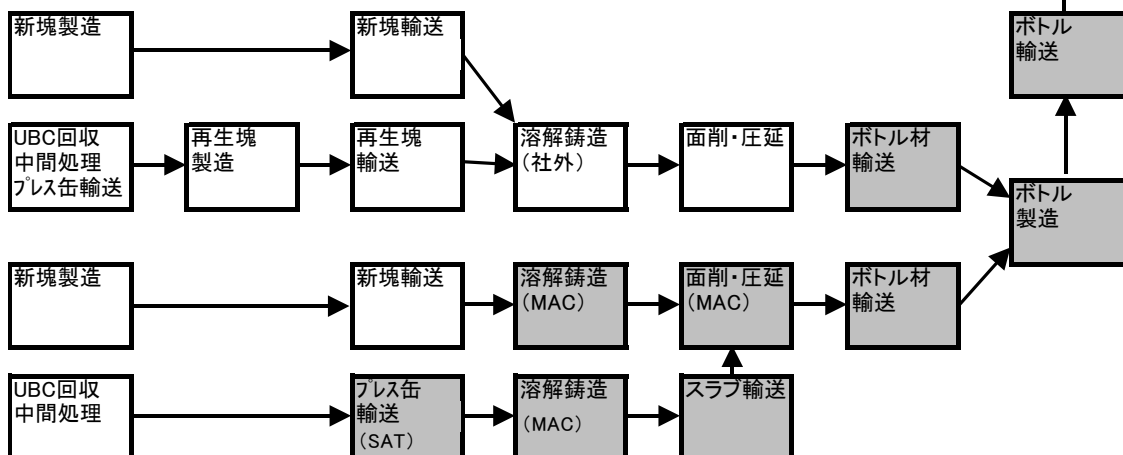 新塊製造
新塊輸送
ボトル
輸送
UBC回収
中間処理
プレス缶輸送
再生塊
製造
再生塊
輸送
溶解鋳造
(社外)
面削・圧延
ボトル材
輸送
ボトル
製造
新塊製造
新塊輸送
溶解鋳造
(MAC)
面削・圧延
(MAC)
ボトル材
輸送
UBC回収
中間処理
プレス缶
輸送
(SAT)
溶解鋳造
(MAC)
スラブ輸送